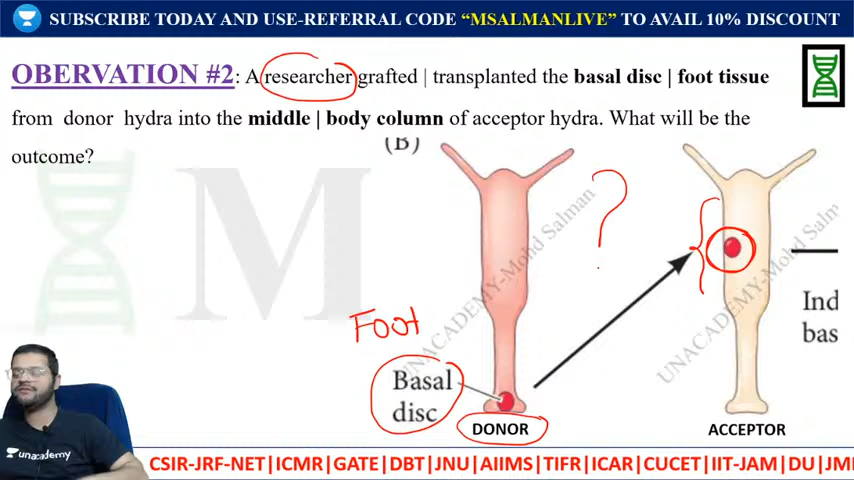 SUBSCRIBE TODAY AND USE-REFERRAL CODE “MSALMANLIVE” TO AVAIL 10% DISCOUNT
OBERVATION #2: A researcher grafted | transplanted the basal disc | foot tissue
from donor hydra into the middle | body column of acceptor hydra. What will be the
outcome?
(B)
M
?
UNACADEMY-Mohd Salman
UNACADEMY-Mohd Salm
Ind
bas
Foot
Basal
disc
DONOR
ACCEPTOR
unacademy
CSIR-JRF-NET|ICMR|GATE|DBT|JNU|AIIMS|TIFR|ICAR|CUCET|IIT-JAM|DU|JM